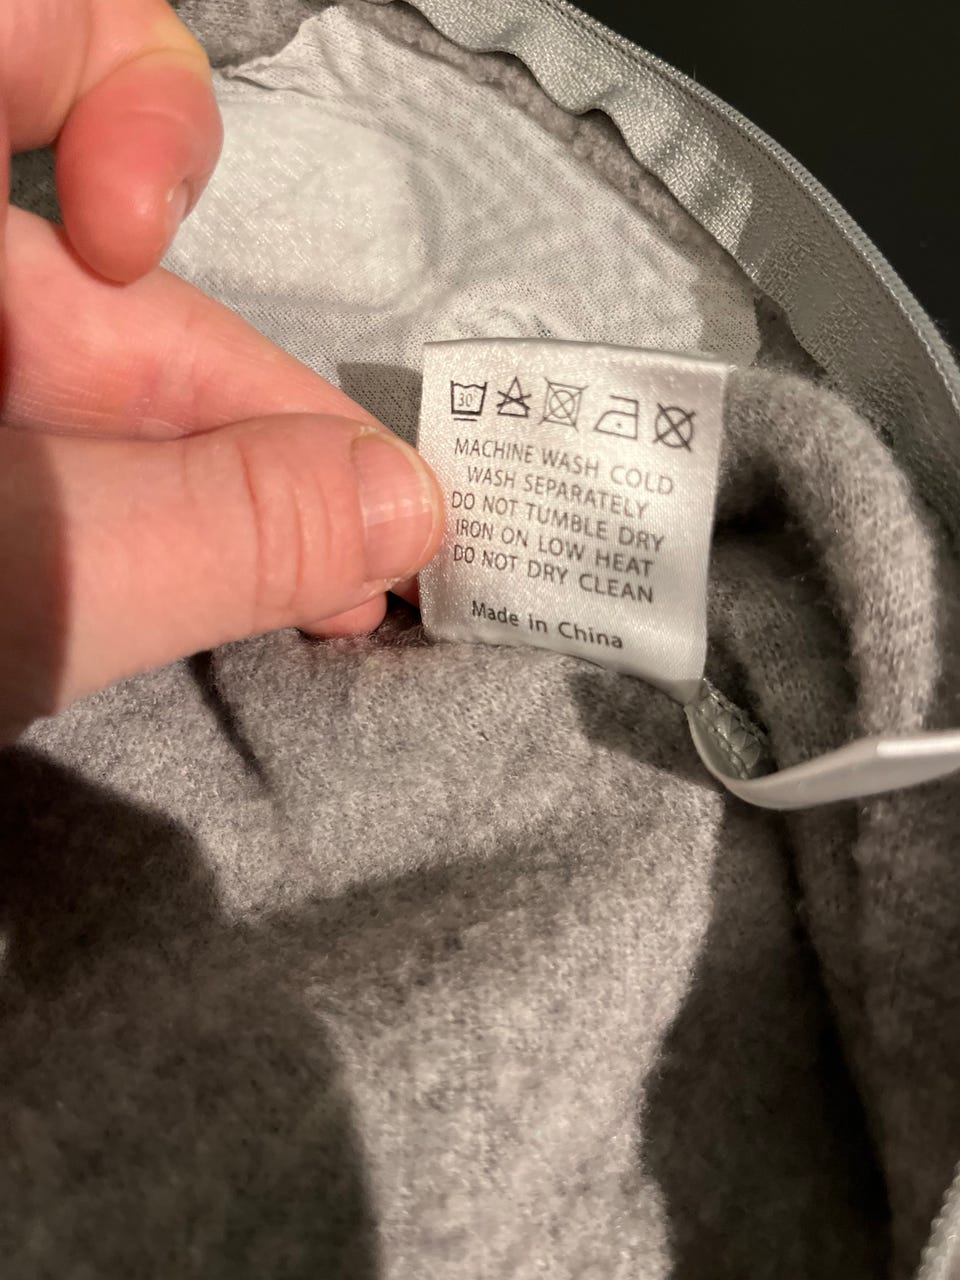 30°
MACHINE WASH COLD
WASH SEPARATELY
DO NOT TUMBLE DRY
IRON ON LOW HEAT
DO NOT DRY CLEAN
Made in China